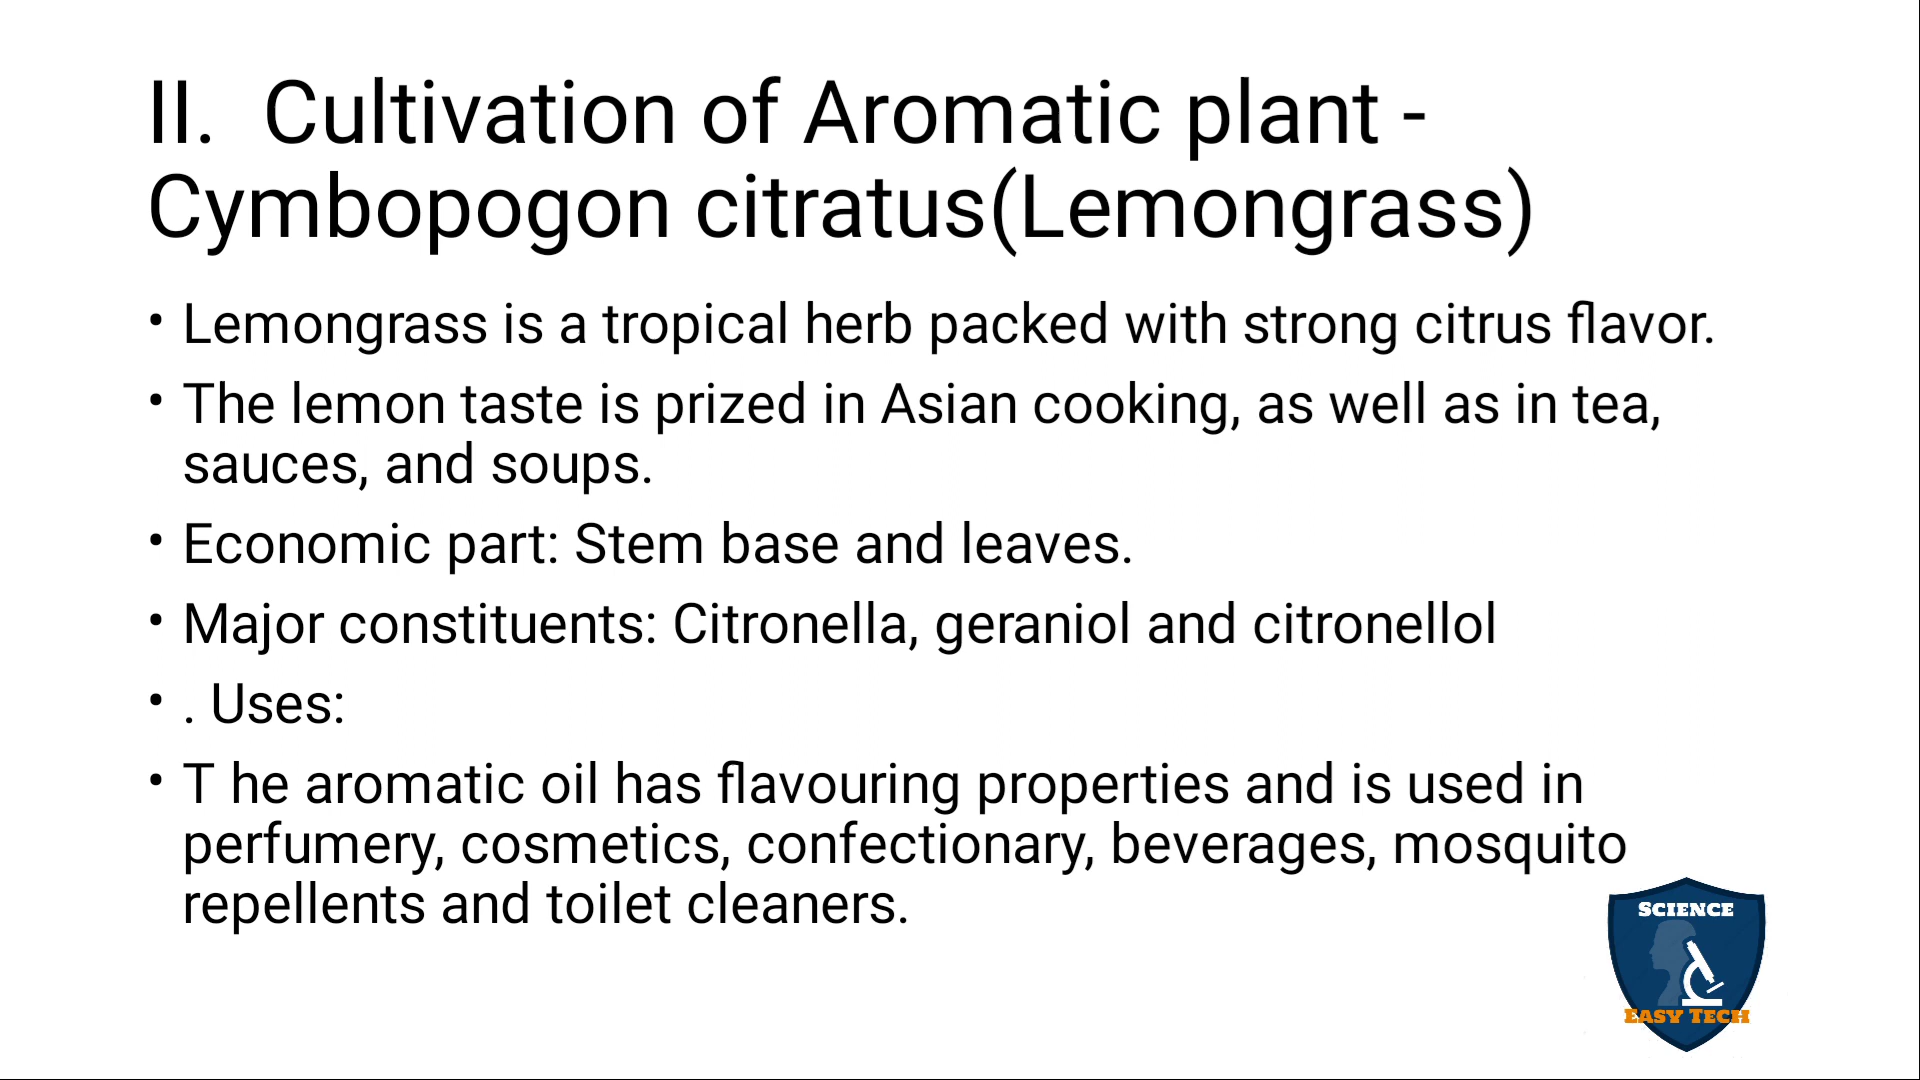 II.  Cultivation of Aromatic plant -
Cymbopogon citratus(Lemongrass)
• Lemongrass is a tropical herb packed with strong citrus flavor.
• The lemon taste is prized in Asian cooking, as well as in tea,
sauces, and soups.
• Economic part: Stem base and leaves.
• Major constituents: Citronella, geraniol and citronellol
• . Uses:
• T he aromatic oil has flavouring properties and is used in
perfumery, cosmetics, confectionary, beverages, mosquito
repellents and toilet cleaners.
SCIENCE
EASY TECH